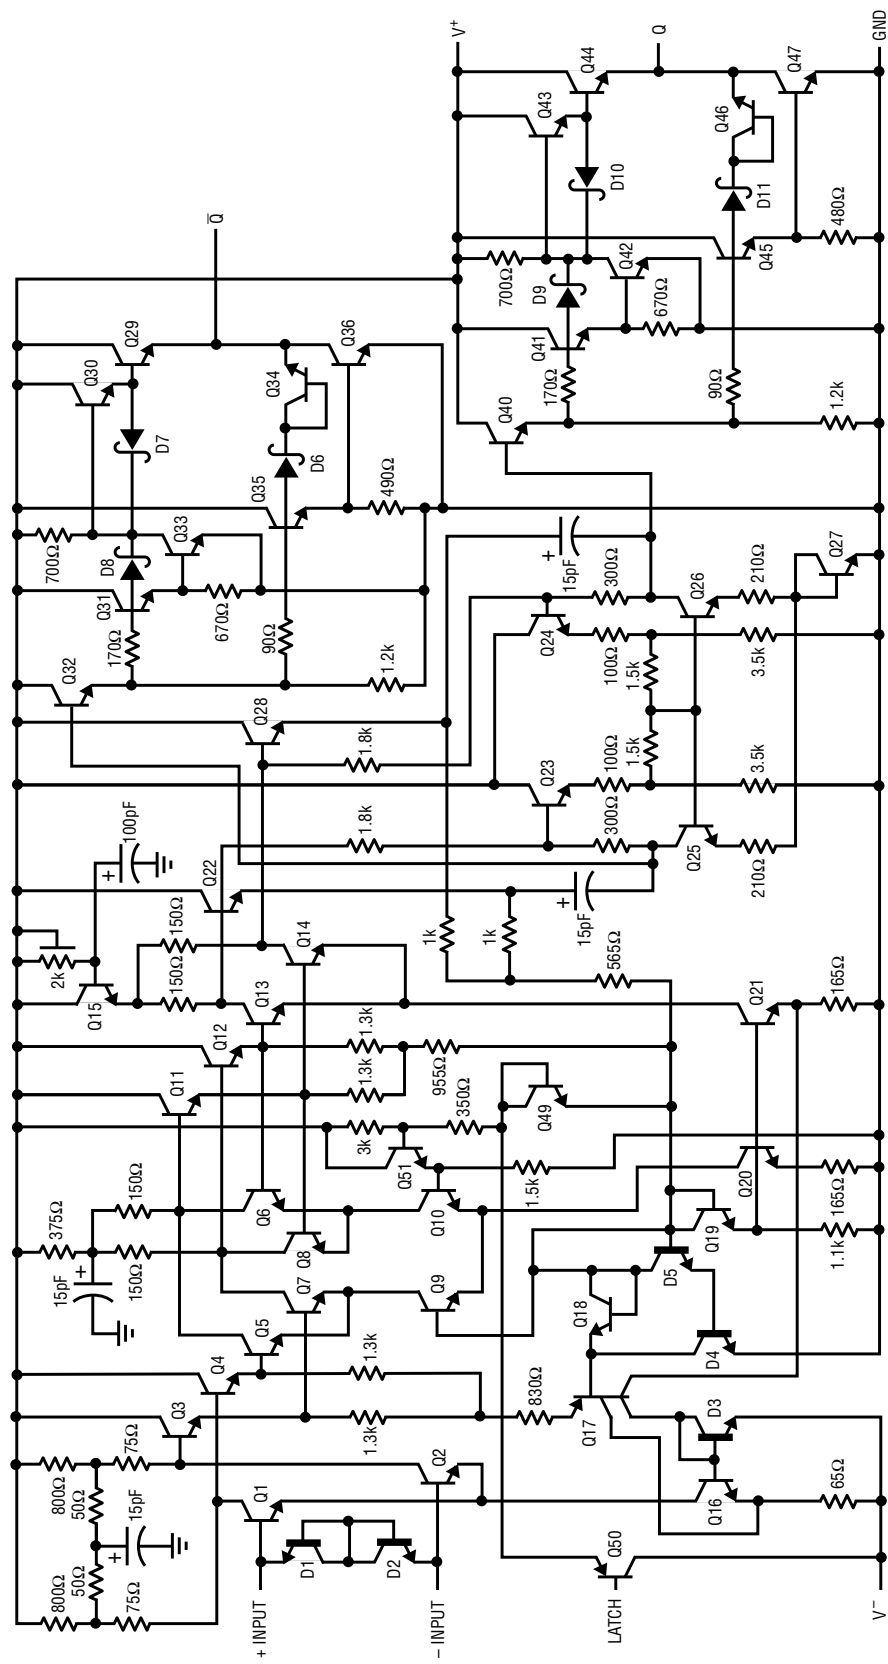 800Ω
50Ω
75Ω
800Ω
50Ω
75Ω
+
15pF
+
15pF
375Ω
150Ω
150Ω
2k
Q15
+
100pF
150Ω
150Ω
Q3
Q4
Q5
Q7
Q8
Q6
Q11
Q12
Q13
Q14
Q22
Q32
170Ω
Q31
D8
700Ω
Q33
670Ω
D7
Q30
Q29
Q̅
+ INPUT
Q1
D1
D2
Q2
– INPUT
1.3k
1.3k
Q9
Q10
Q51
3k
1.3k
1.3k
955Ω
350Ω
1.8k
1.8k
Q28
90Ω
1.2k
Q35
D6
490Ω
Q34
Q36
V+
LATCH
Q50
830Ω
Q17
Q18
D5
D4
Q19
1.5k
Q49
1k
1k
565Ω
+
15pF
300Ω
100Ω
Q23
1.5k
1.5k
100Ω
Q24
300Ω
+
15pF
Q40
170Ω
Q41
D9
700Ω
Q42
670Ω
D10
Q43
Q44
Q
Q16
D3
65Ω
Q20
Q21
1.1k
165Ω
165Ω
Q25
210Ω
3.5k
3.5k
Q26
210Ω
Q27
90Ω
1.2k
Q45
D11
480Ω
Q46
Q47
V–
GND